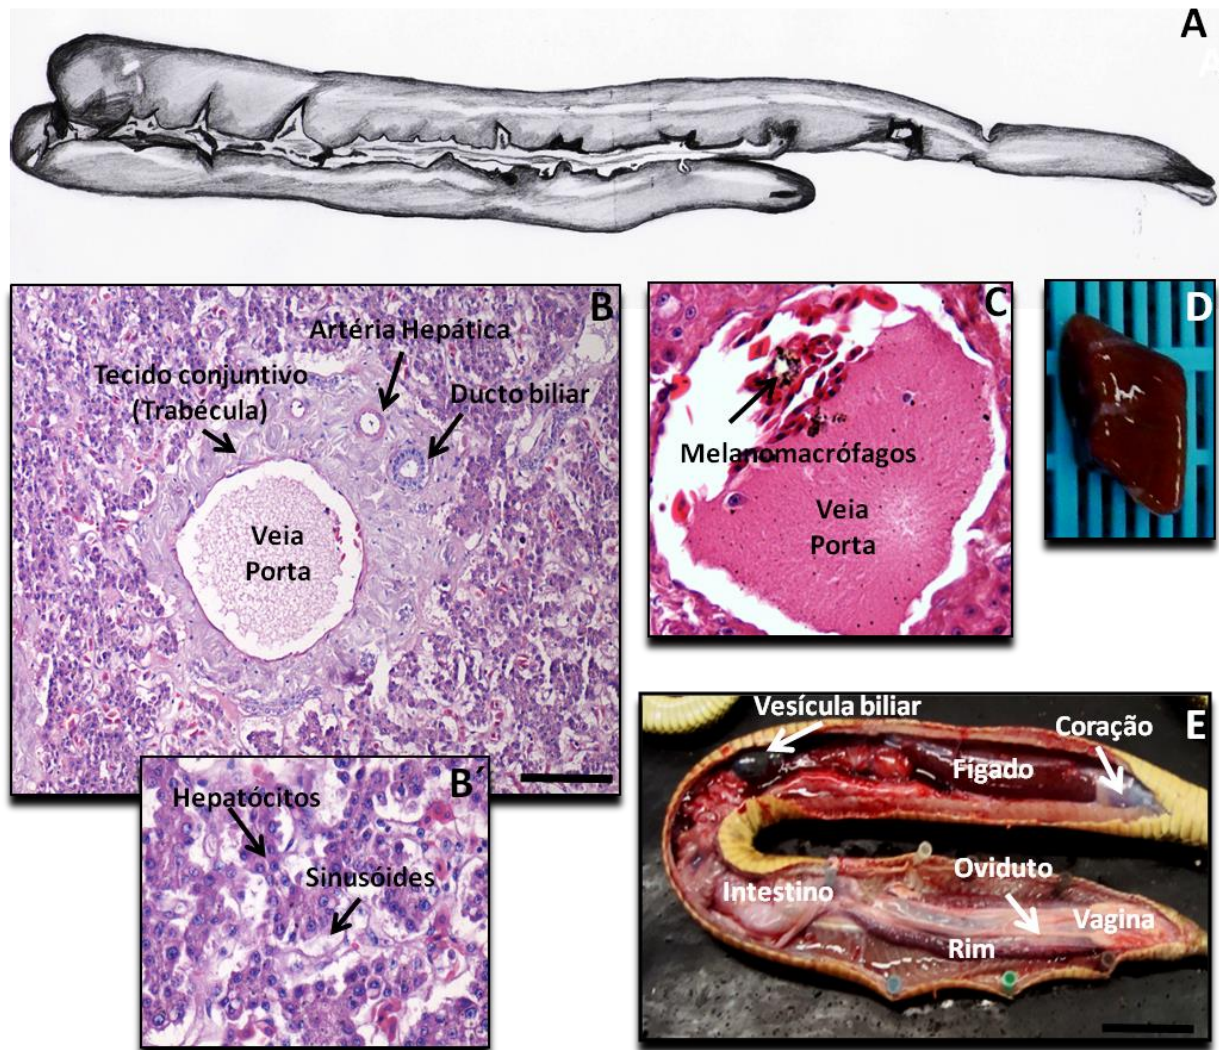 A
A
B
Artéria Hepática
Tecido conjuntivo
(Trabécula)
Ducto biliar
Veia
Porta
C
Melanomacrófagos
Veia
Porta
D
B´
Hepatócitos
Sinusóides
E
Vesícula biliar
Coração
Fígado
Oviduto
Intestino
Vagina
Rim